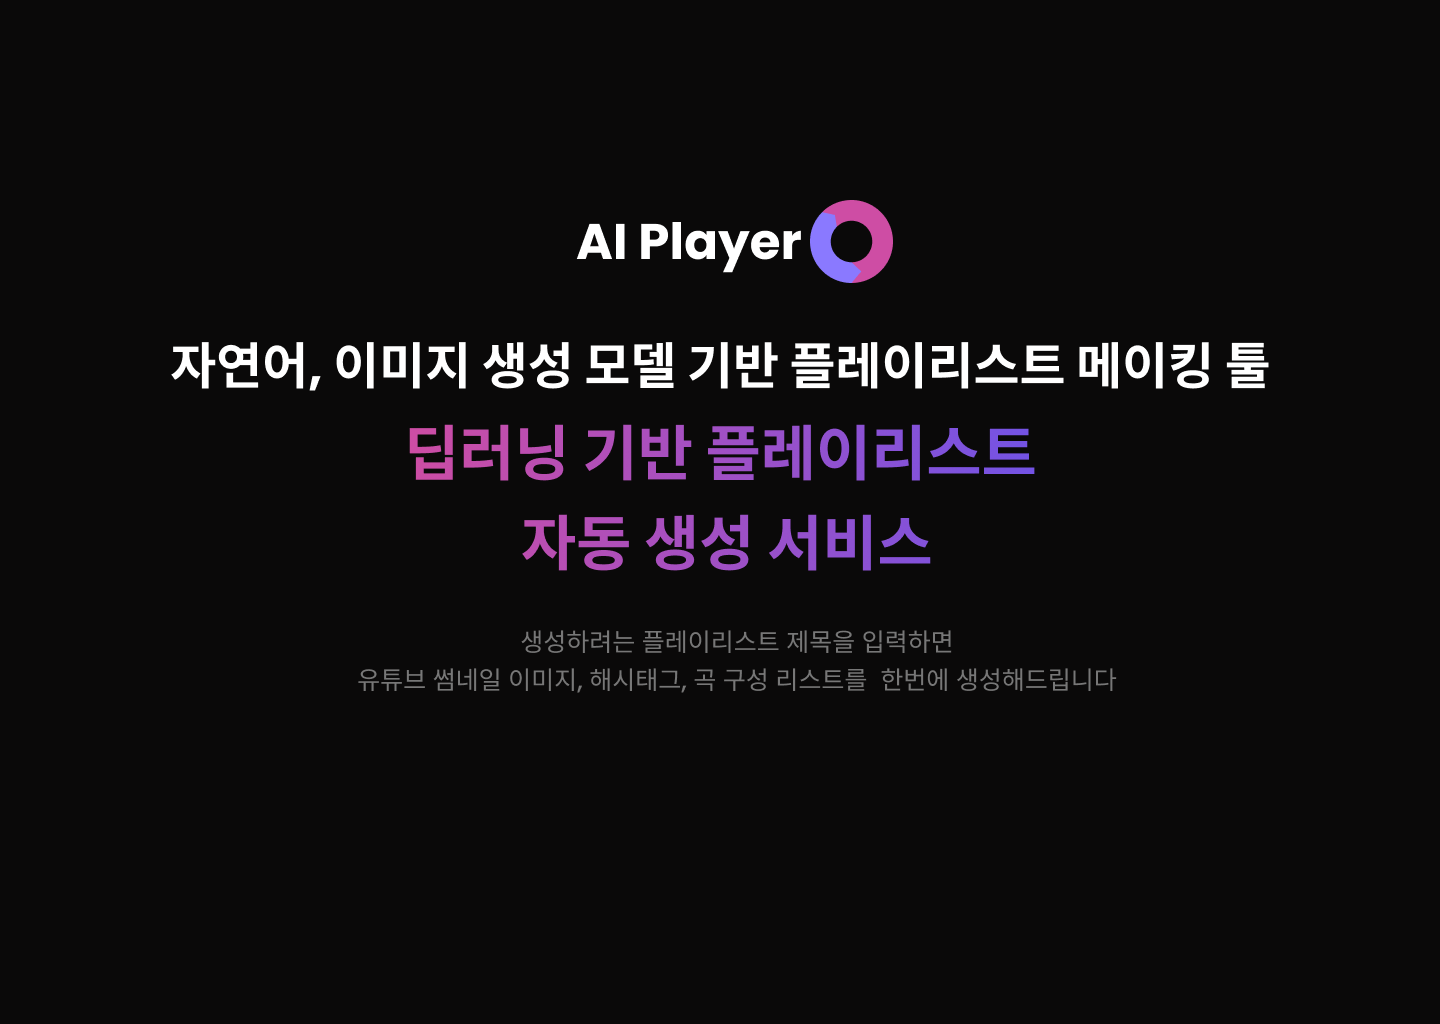 AI Player
자연어, 이미지 생성 모델 기반 플레이리스트 메이킹 툴
딥러닝 기반 플레이리스트
자동 생성 서비스
생성하려는 플레이리스트 제목을 입력하면
유튜브 썸네일 이미지, 해시태그, 곡 구성 리스트를 한번에 생성해드립니다